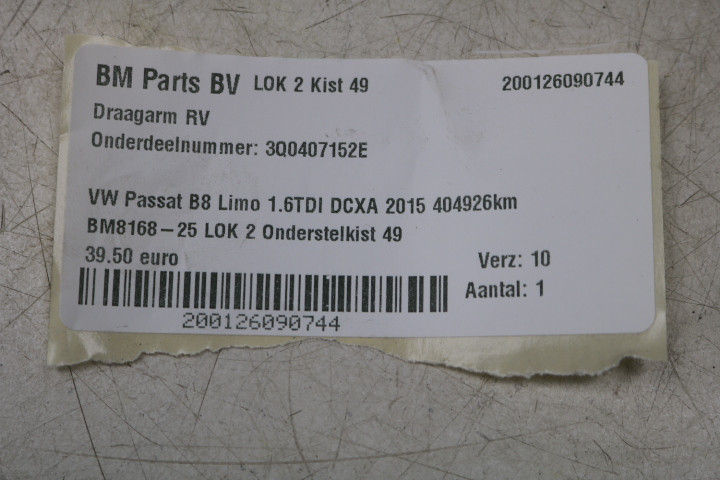 BM Parts BV LOK 2 Kist 49 200126090744
Draagarm RV
Onderdeelnummer: 3Q0407152E
VW Passat B8 Limo 1.6TDI DCXA 2015 404926km
BM8168-25 LOK 2 Onderstelkist 49
39.50 euro Verz: 10
Aantal: 1
200126090744